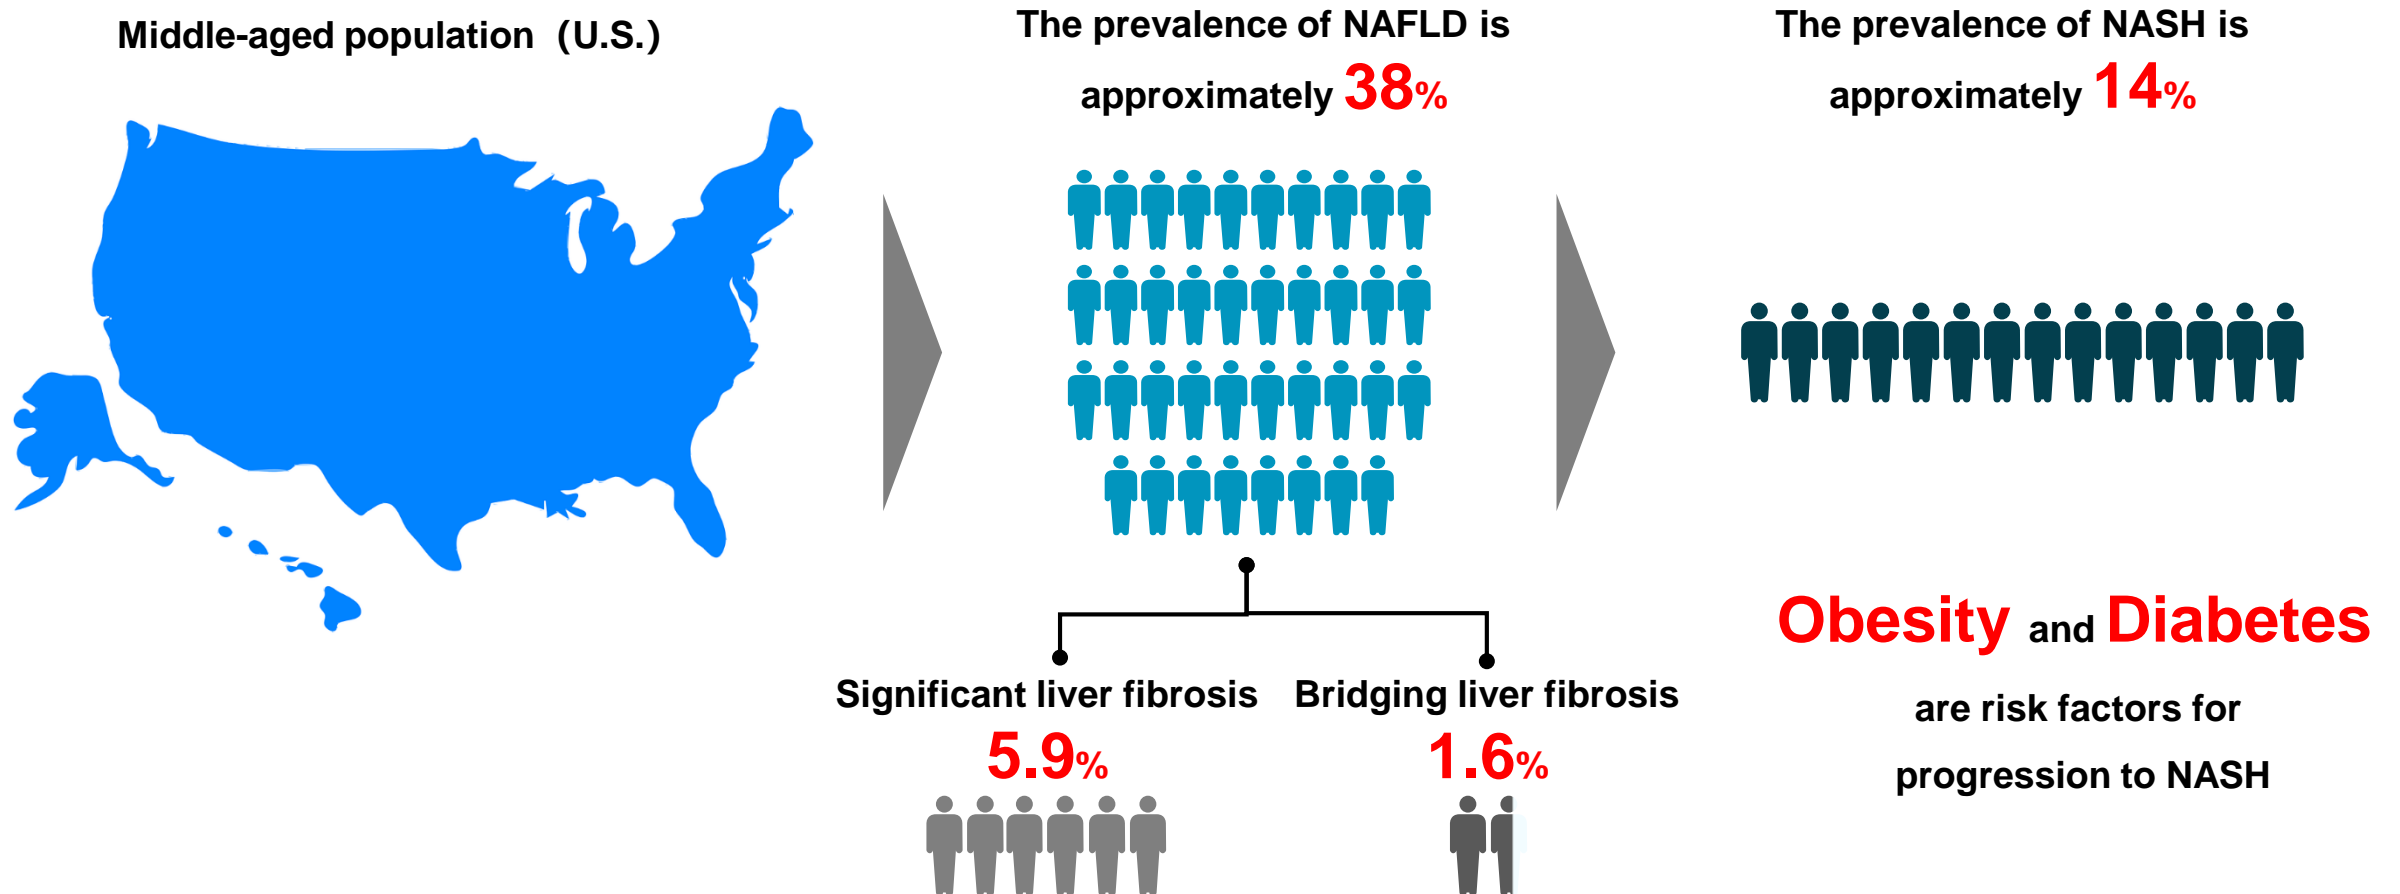 Middle-aged population (U.S.)
The prevalence of NAFLD is
approximately 38%
The prevalence of NASH is
approximately 14%
Significant liver fibrosis
5.9%
Bridging liver fibrosis
1.6%
Obesity and Diabetes
are risk factors for
progression to NASH